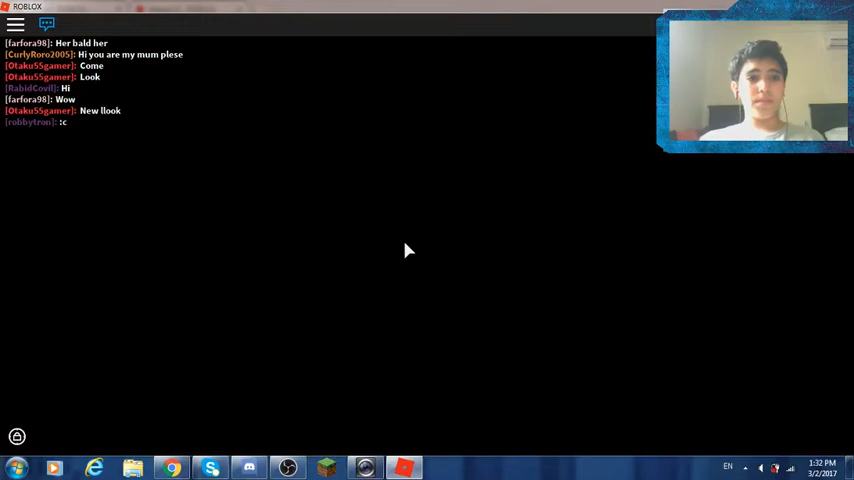 ROBLOX
[farfora98]: Her bald her
[CurlyRoro2005]: Hi you are my mum plese
[Otaku55gamer]: Come
[Otaku55gamer]: Look
[RabidCovil]: Hi
[farfora98]: Wow
[Otaku55gamer]: New llook
[robbytron]: :c
EN
1:32 PM
3/2/2017